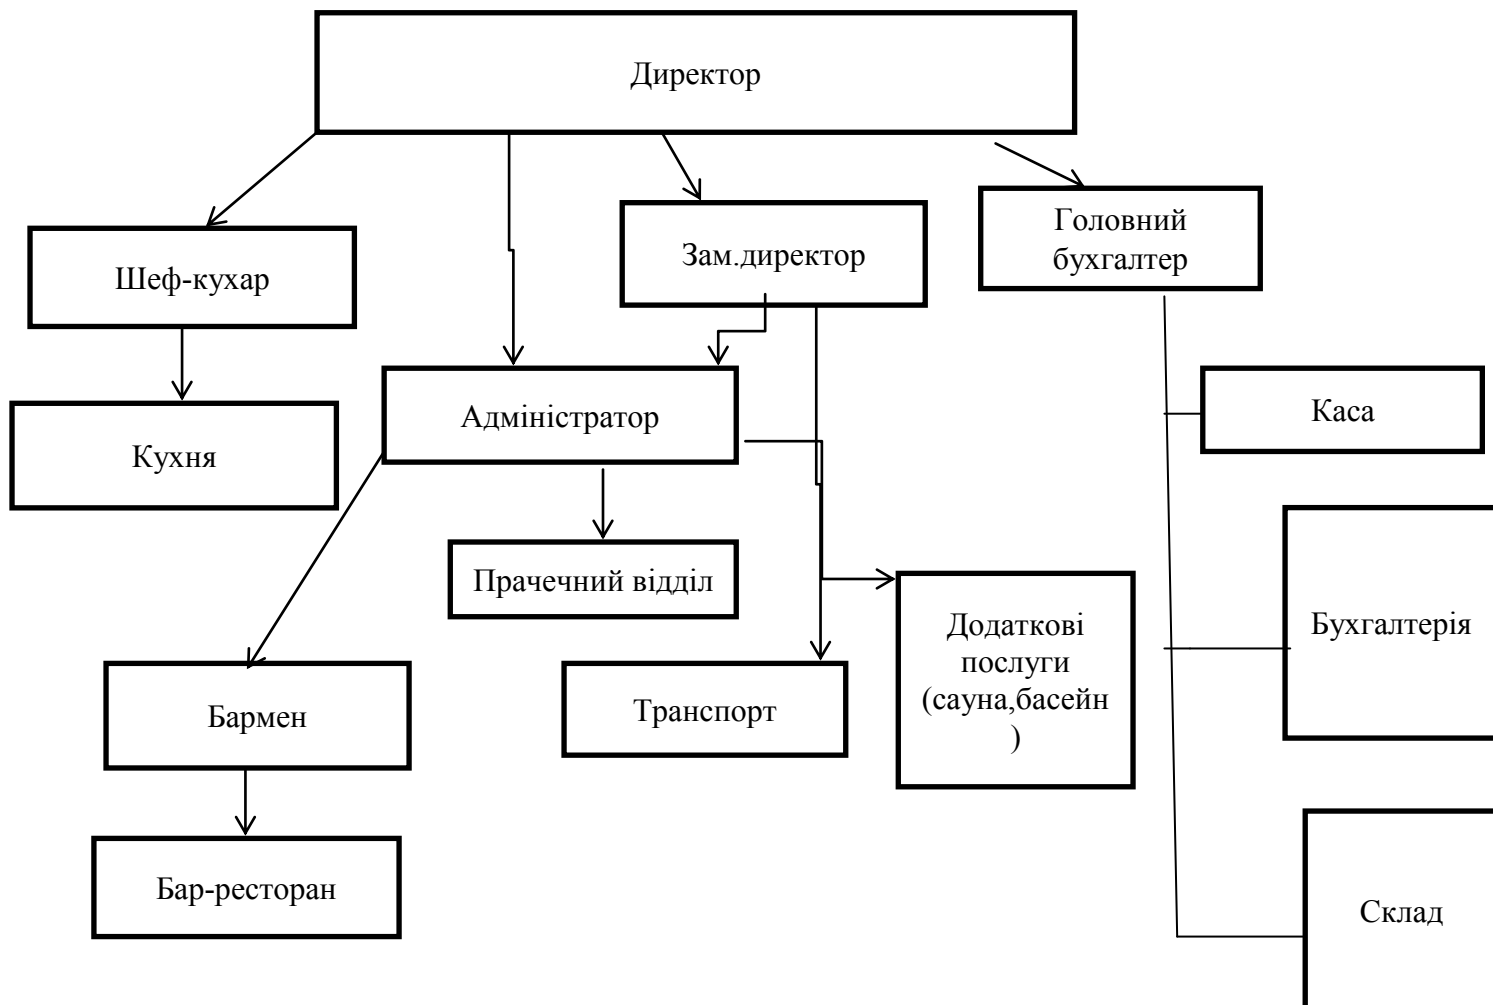 Директор
Шеф-кухар
Зам.директор
Головний
бухгалтер
Кухня
Адміністратор
Каса
Прачечний відділ
Додаткові
послуги
(сауна,басейн
)
Бухгалтерія
Бармен
Транспорт
Бар-ресторан
Склад